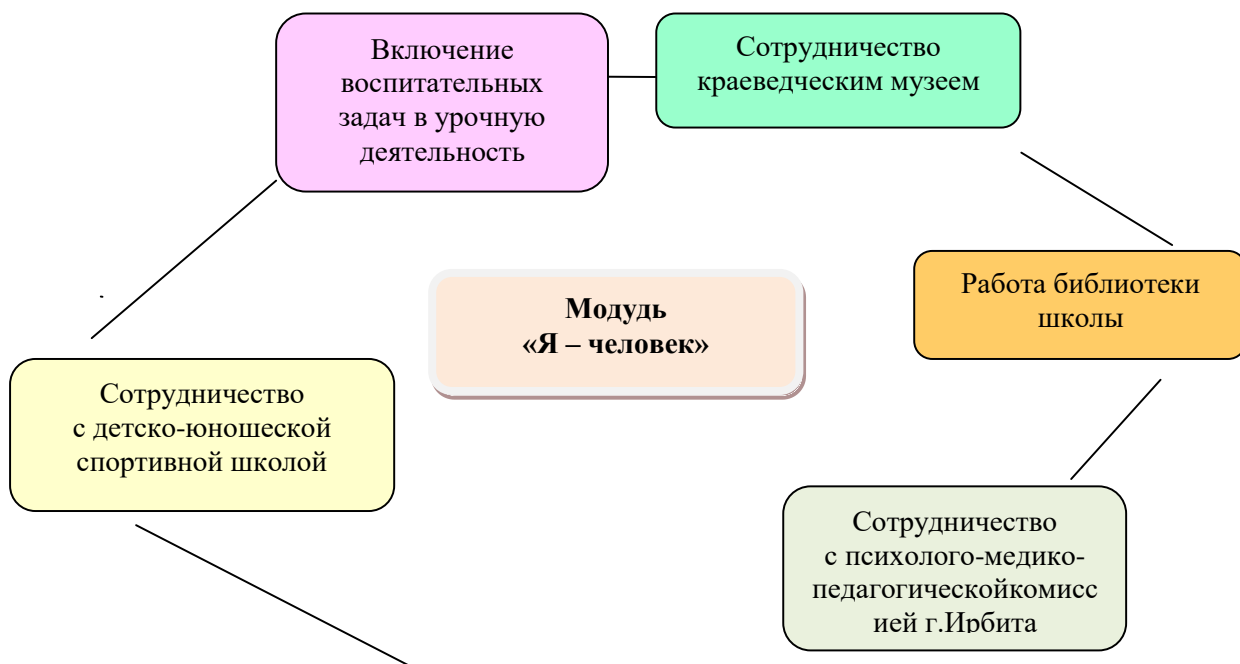 Включение
воспитательных
задач в урочную
деятельность
Сотрудничество
краеведческим музеем
Работа библиотеки
школы
Модудь
«Я – человек»
Сотрудничество
с детско-юношеской
спортивной школой
Сотрудничество
с психолого-медико-
педагогическойкомисс
ией г.Ирбита